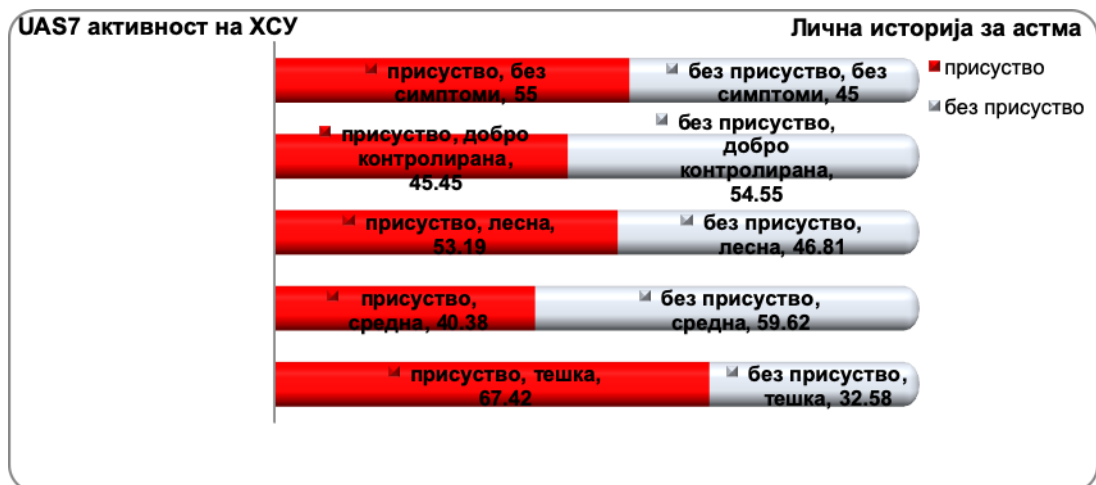 UAS7 активност на ХСУ
Лична историја за астма
присуство
без присуство
присуство, без
симптоми, 55
без присуство, без
симптоми, 45
присуство, добро
контролирана,
45.45
без присуство,
добро
контролирана,
54.55
присуство, лесна,
53.19
без присуство,
лесна, 46.81
присуство,
средна, 40.38
без присуство,
средна, 59.62
присуство, тешка,
67.42
без присуство,
тешка, 32.58